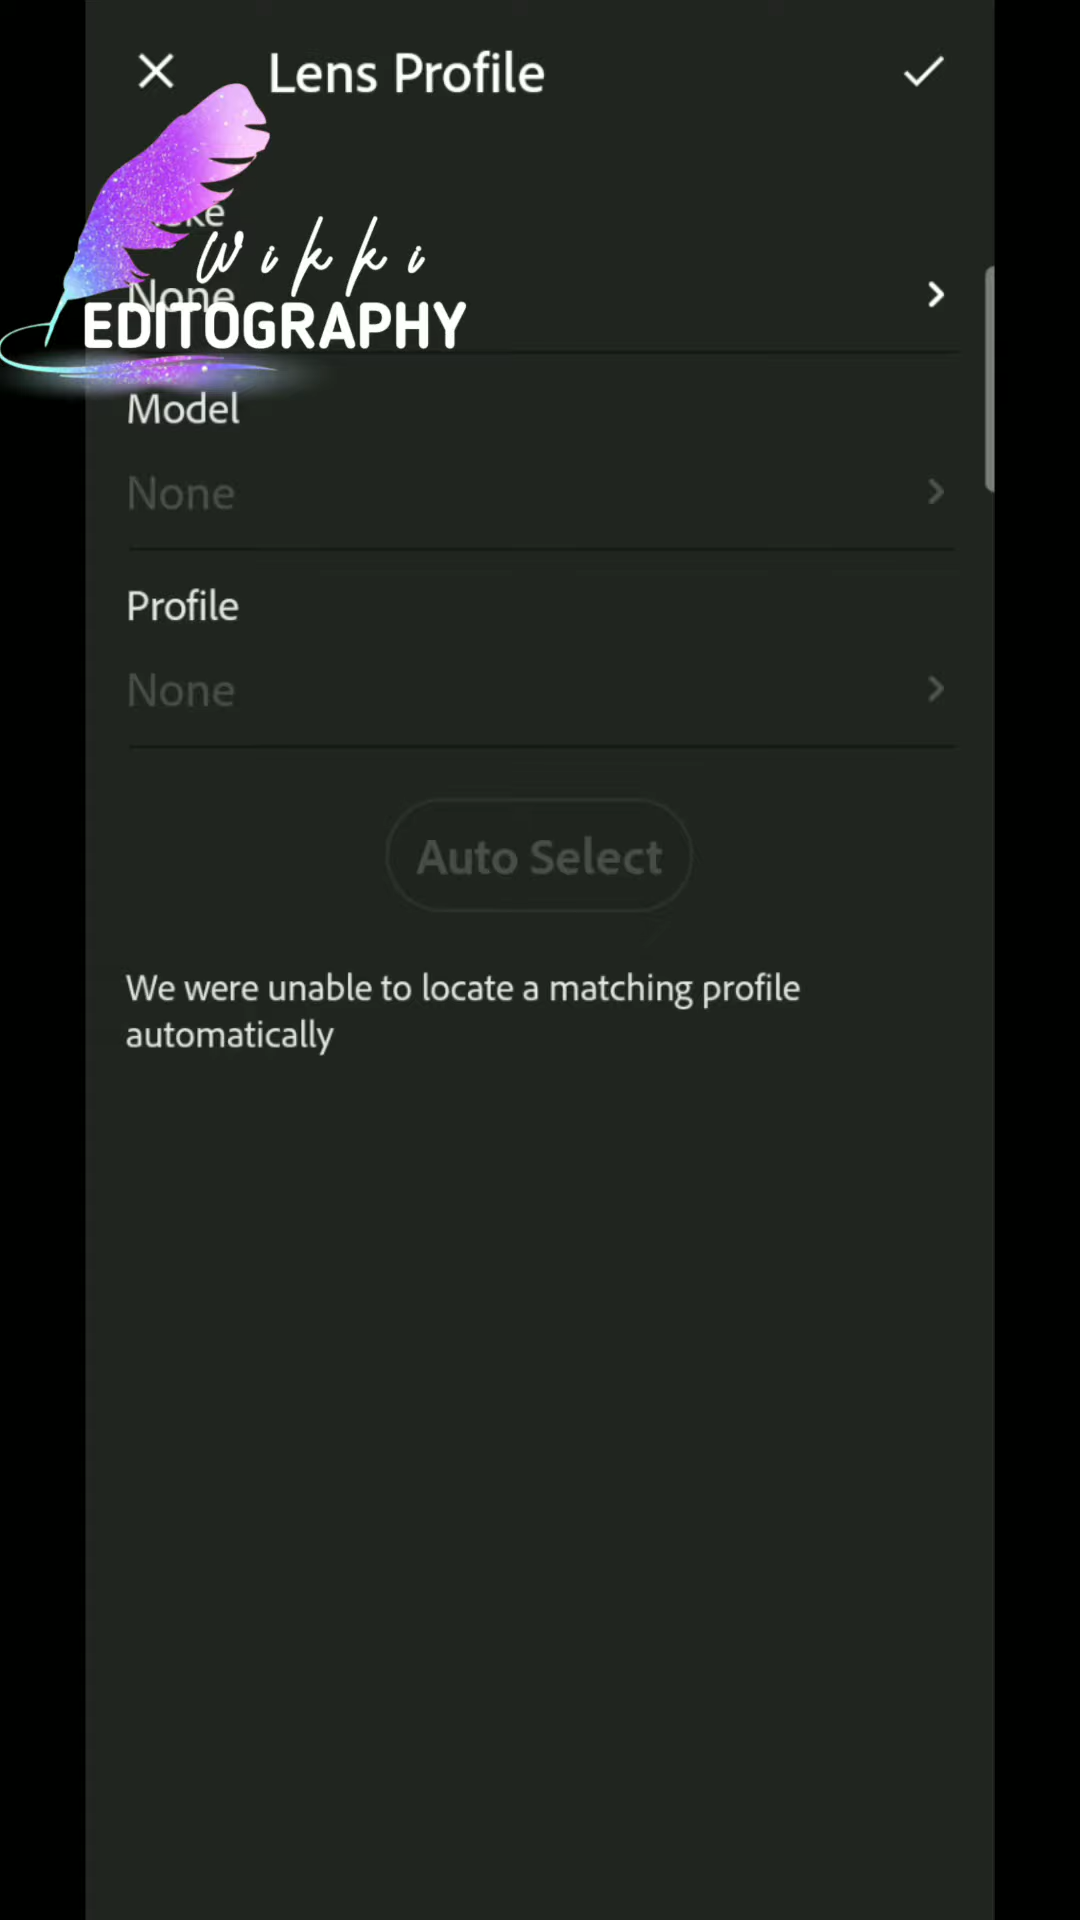 Lens Profile
Wikki
None
EDITOGRAPHY
Model
None
Profile
None
Auto Select
We were unable to locate a matching profile
automatically